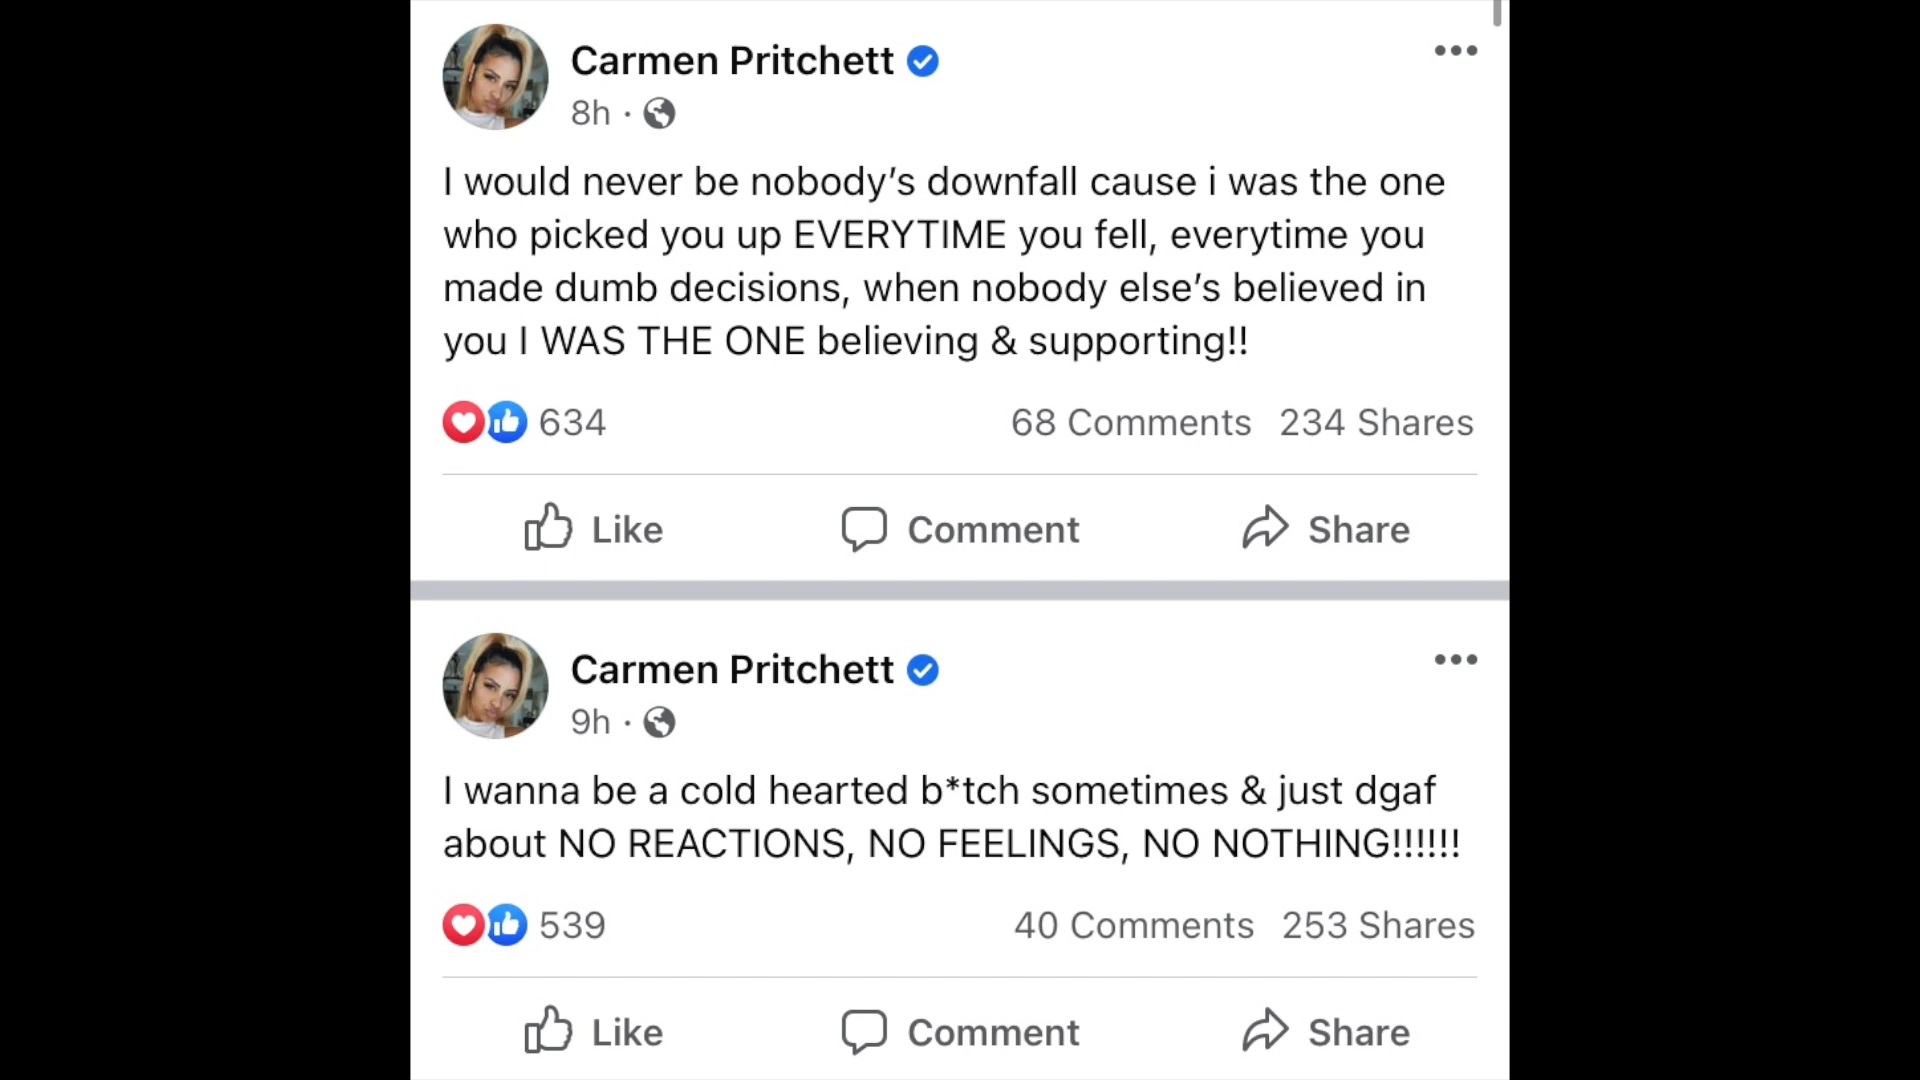 Carmen Pritchett
8h ·
I would never be nobody’s downfall cause i was the one
who picked you up EVERYTIME you fell, everytime you
made dumb decisions, when nobody else’s believed in
you I WAS THE ONE believing & supporting!!
634 68 Comments 234 Shares
Like Comment Share
Carmen Pritchett
9h ·
I wanna be a cold hearted b*tch sometimes & just dgaf
about NO REACTIONS, NO FEELINGS, NO NOTHING!!!!!!
539 40 Comments 253 Shares
Like Comment Share